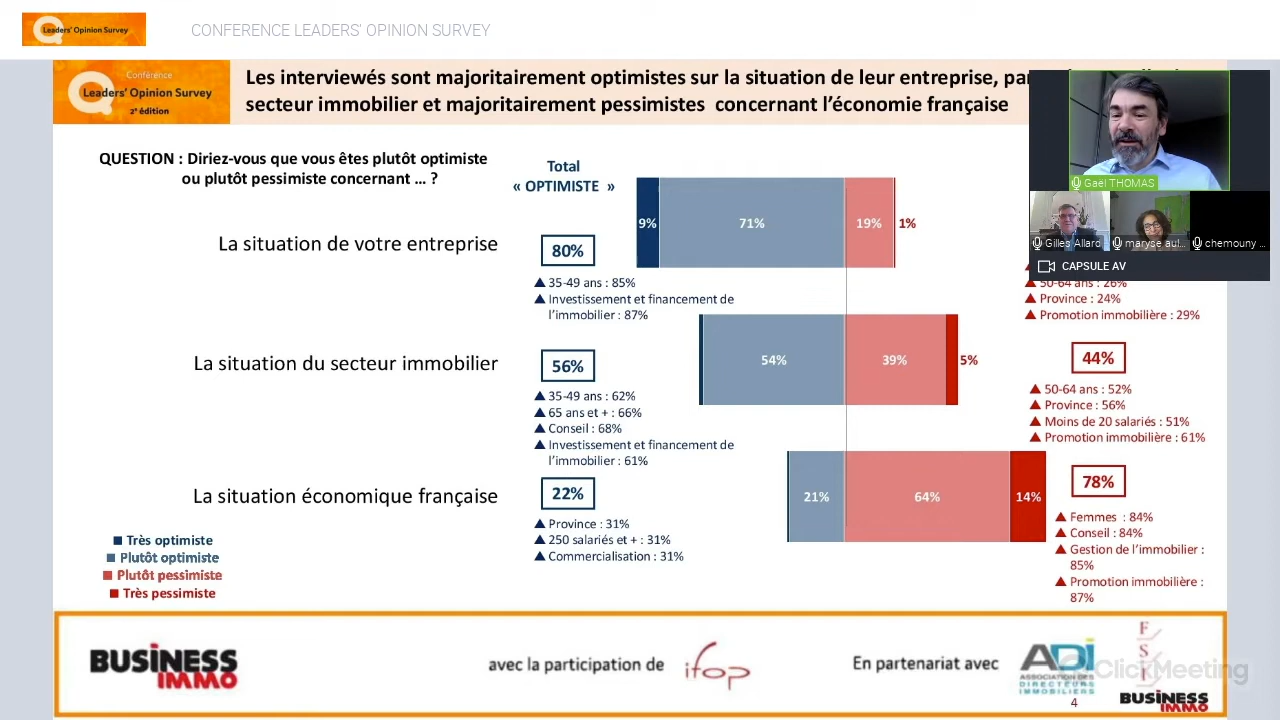 Leaders' Opinion Survey
CONFERENCE LEADERS' OPINION SURVEY
Conférence
Leaders' Opinion Survey
2e édition
Les interviewés sont majoritairement optimistes sur la situation de leur entreprise,
secteur immobilier et majoritairement pessimistes concernant l'économie française
QUESTION : Diriez-vous que vous êtes plutôt optimiste
ou plutôt pessimiste concernant ... ?
Total
« OPTIMISTE »
La situation de votre entreprise
80%
▲ 35-49 ans : 85%
▲ Investissement et financement de
l'immobilier : 87%
9% 71% 19% 1%
▲ 50-64 ans : 26%
▲ Province : 24%
▲ Promotion immobilière : 29%
La situation du secteur immobilier
56%
▲ 35-49 ans : 62%
▲ 65 ans et + : 66%
▲ Conseil : 68%
▲ Investissement et financement de
l'immobilier : 61%
54% 39% 5%
44%
▲ 50-64 ans : 52%
▲ Province : 56%
▲ Moins de 20 salariés : 51%
▲ Promotion immobilière : 61%
La situation économique française
22%
▲ Province : 31%
▲ 250 salariés et + : 31%
▲ Commercialisation : 31%
21% 64% 14%
78%
▲ Femmes : 84%
▲ Conseil : 84%
▲ Gestion de l'immobilier :
85%
▲ Promotion immobilière :
87%
Très optimiste
Plutôt optimiste
Plutôt pessimiste
Très pessimiste
Gael THOMAS
Gilles Allard
maryse au!...
chemouny ...
CAPSULE AV
BUSINESS
IMMO
avec la participation de
ifop
En partenariat avec
ADI
ASSOCIATION DES
DIRECTEURS
IMMOBILIERS
F
S
I
BUSINESS
IMMO
ClickMeeting
4